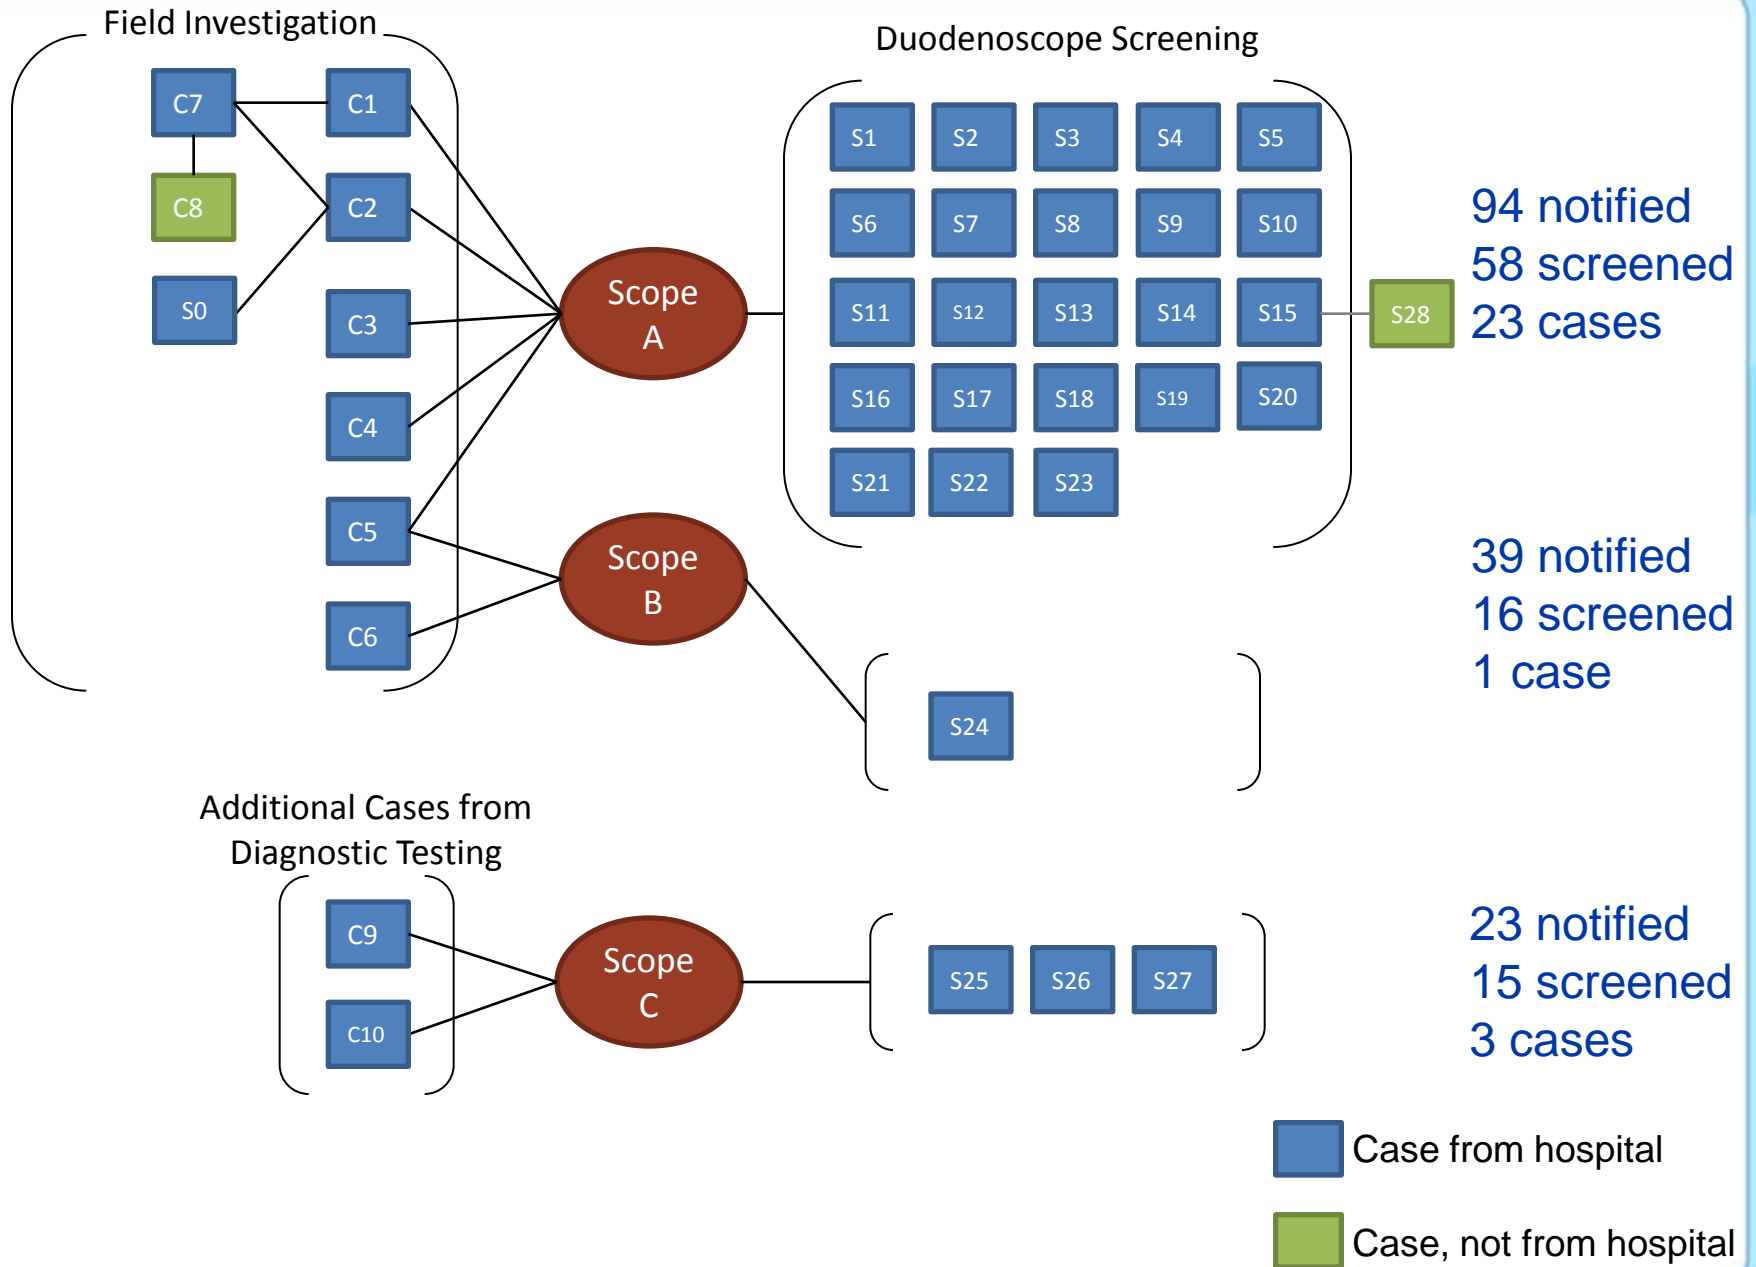 Field Investigation
Duodenoscope Screening
C7
C1
C8
C2
S0
C3
C4
C5
C6
Scope
A
S1
S2
S3
S4
S5
S6
S7
S8
S9
S10
S11
S12
S13
S14
S15
S16
S17
S18
S19
S20
S21
S22
S23
S28
94 notified
58 screened
23 cases
Scope
B
S24
39 notified
16 screened
1 case
Additional Cases from
Diagnostic Testing
C9
C10
Scope
C
S25
S26
S27
23 notified
15 screened
3 cases
Case from hospital
Case, not from hospital